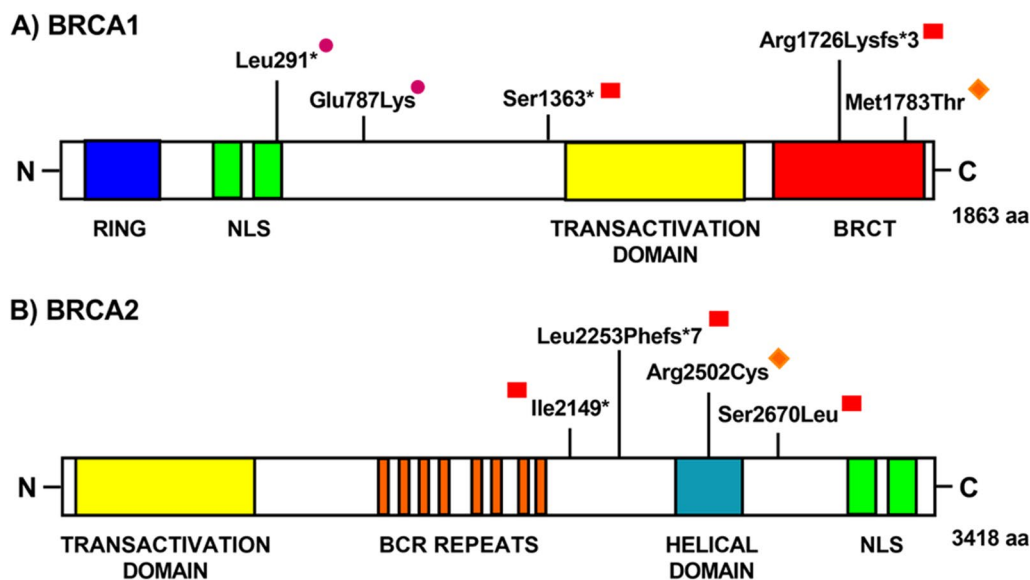 A) BRCA1
Leu291*
Glu787Lys
Ser1363*
Arg1726Lysfs*3
Met1783Thr
N
C
1863 aa
RING
NLS
TRANSACTIVATION
DOMAIN
BRCT
B) BRCA2
Leu2253Phefs*7
Arg2502Cys
Ile2149*
Ser2670Leu
N
C
3418 aa
TRANSACTIVATION
DOMAIN
BCR REPEATS
HELICAL
DOMAIN
NLS